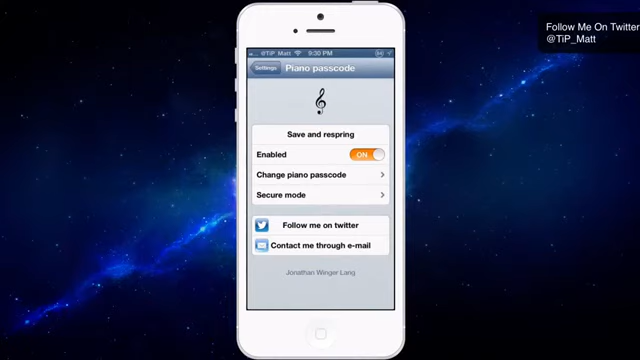 Follow Me On Twitter
@TiP_Matt
@TiP_Matt 9:30 PM
Settings
Piano passcode
Save and respring
Enabled
ON
Change piano passcode
Secure mode
Follow me on twitter
Contact me through e-mail
Jonathan Winger Lang